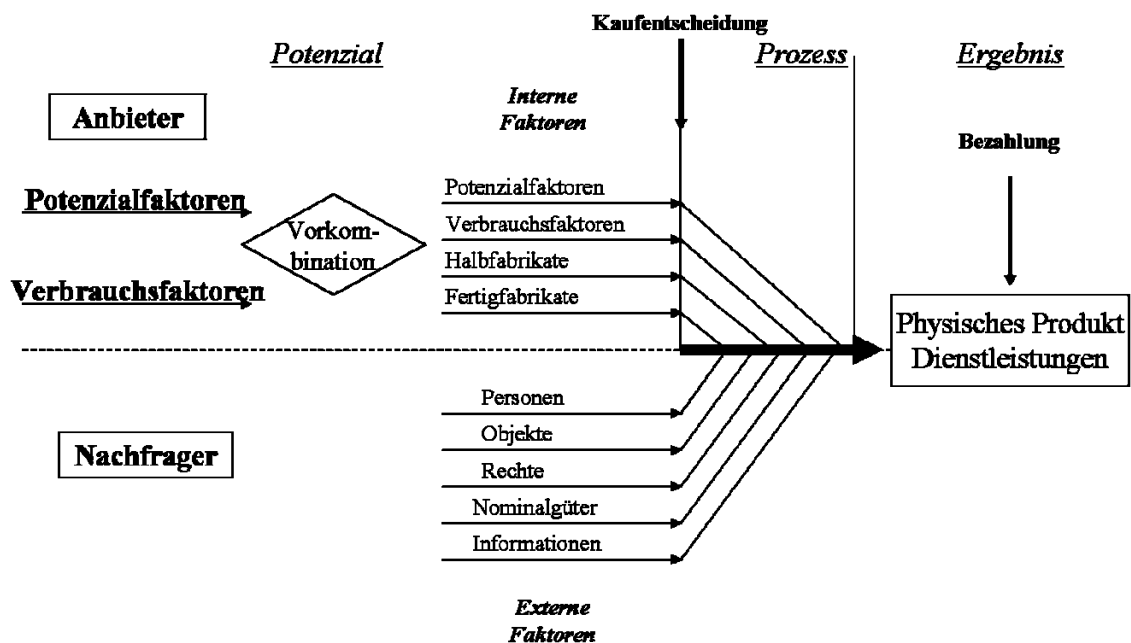 Kaufentscheidung
Potenzial
Prozess
Ergebnis
Interne
Faktoren
Anbieter
Bezahlung
Potenzialfaktoren
Vorkom-
bination
Verbrauchsfaktoren
Potenzialfaktoren
Verbrauchsfaktoren
Halbfabrikate
Fertigfabrikate
Physisches Produkt
Dienstleistungen
Nachfrager
Personen
Objekte
Rechte
Nominalgüter
Informationen
Externe
Faktoren